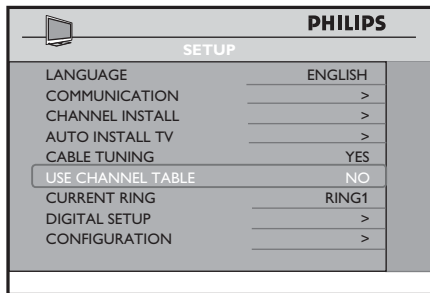 PHILIPS
SETUP
LANGUAGE ENGLISH
COMMUNICATION >
CHANNEL INSTALL >
AUTO INSTALL TV >
CABLE TUNING YES
USE CHANNEL TABLE NO
CURRENT RING RING1
DIGITAL SETUP >
CONFIGURATION >